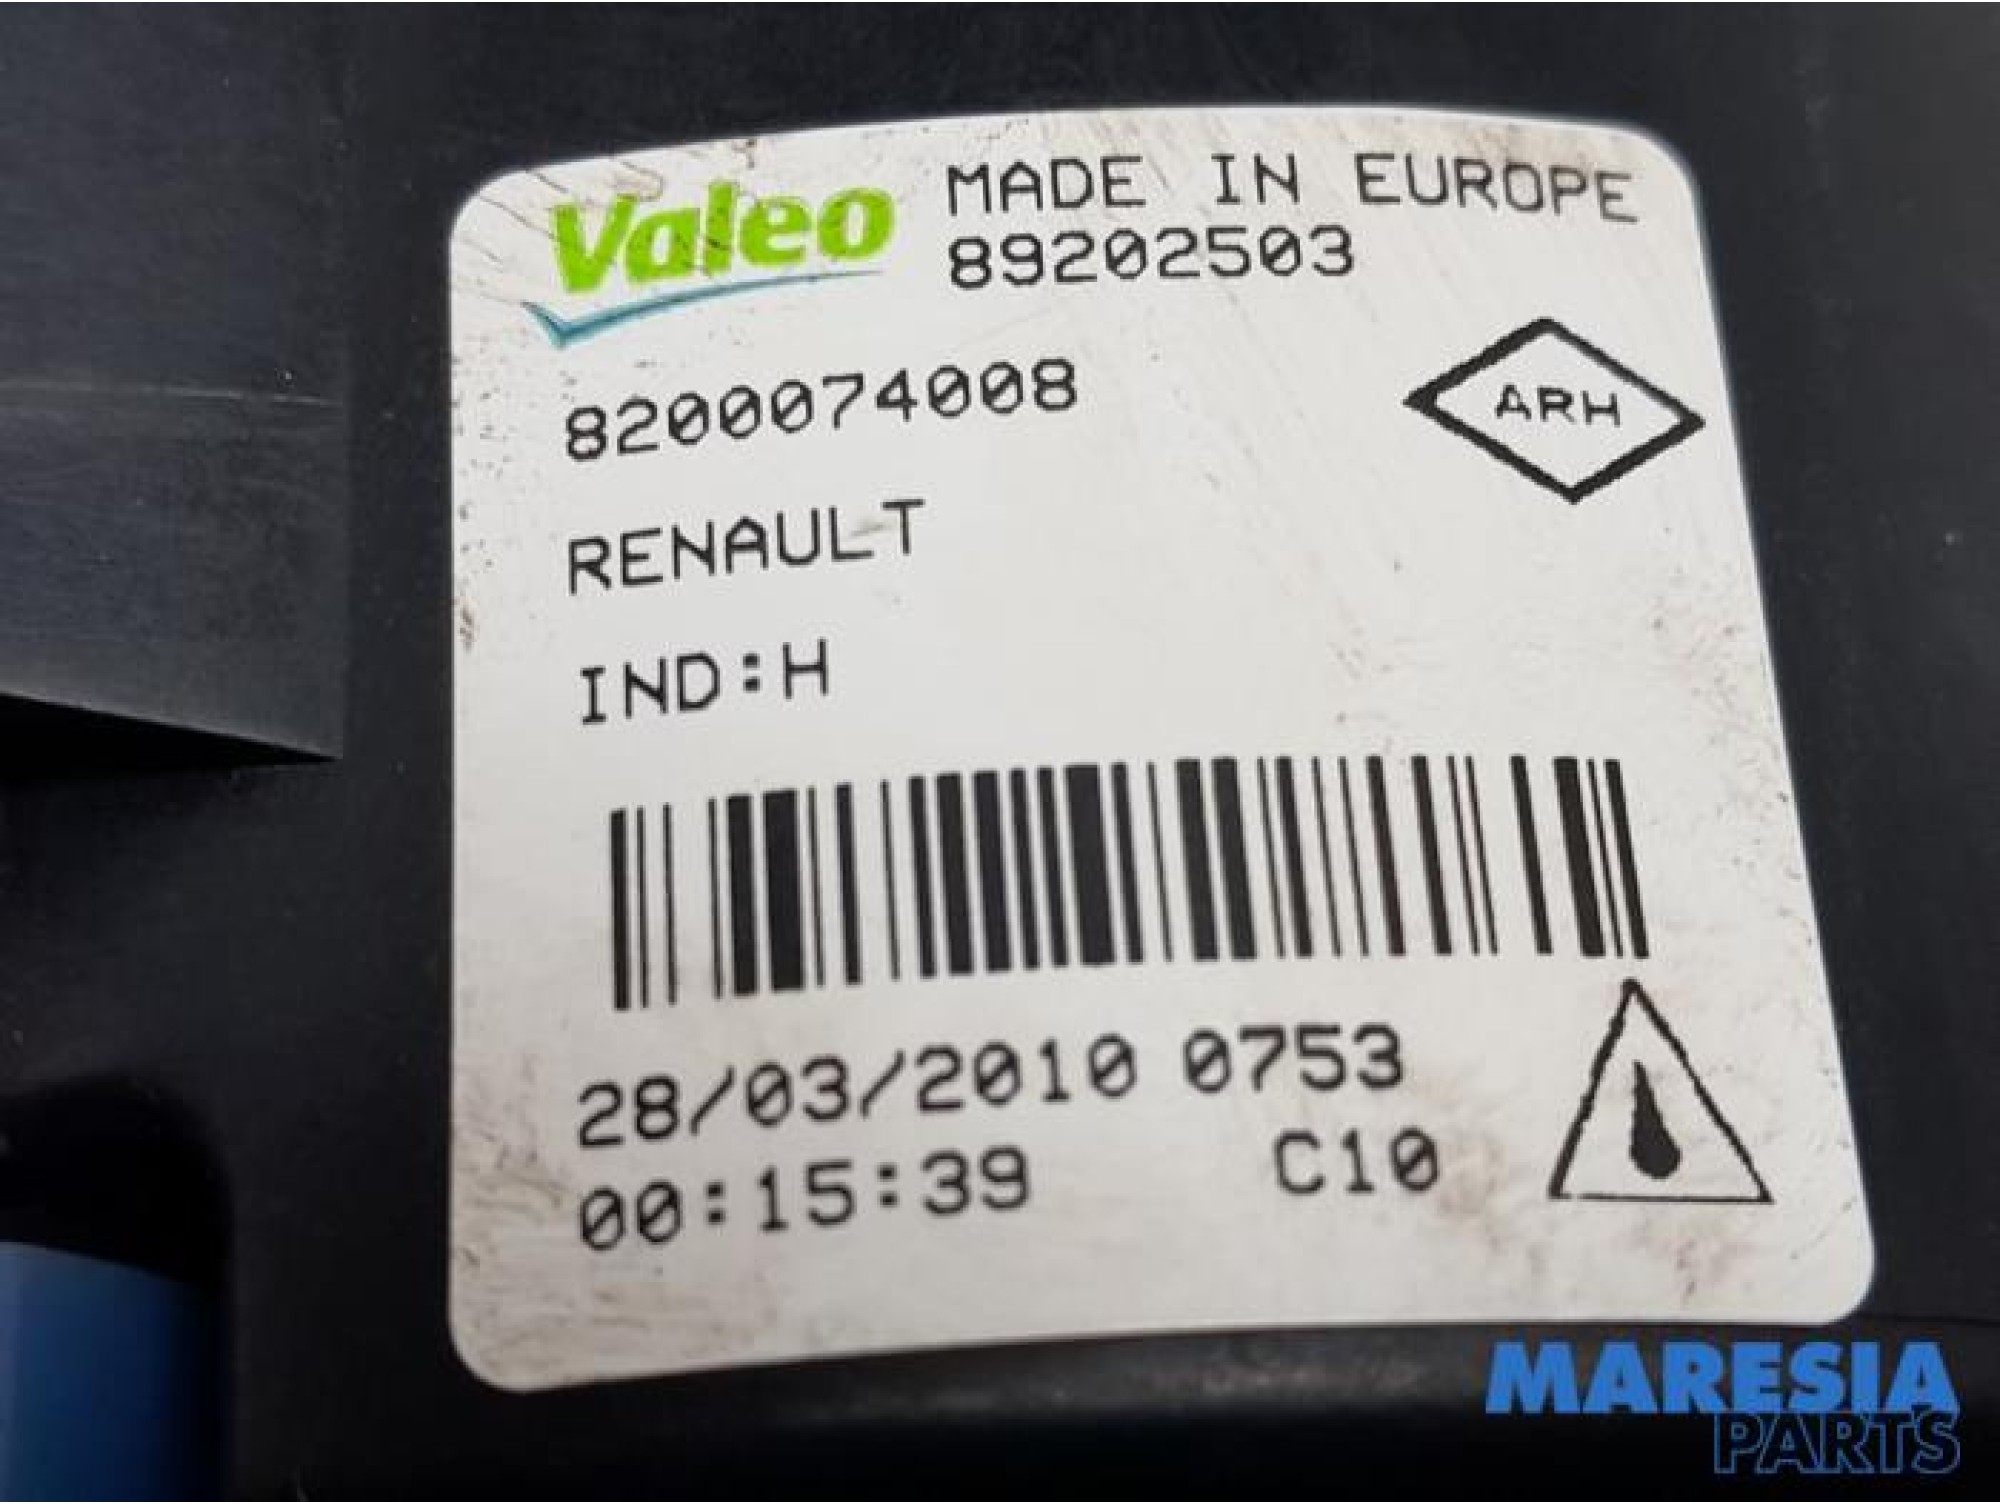 Valeo
MADE IN EUROPE
89202503
8200074008
ARH
RENAULT
IND:H
28/03/2010 0753
00:15:39 C10
MARESIA
PARTS